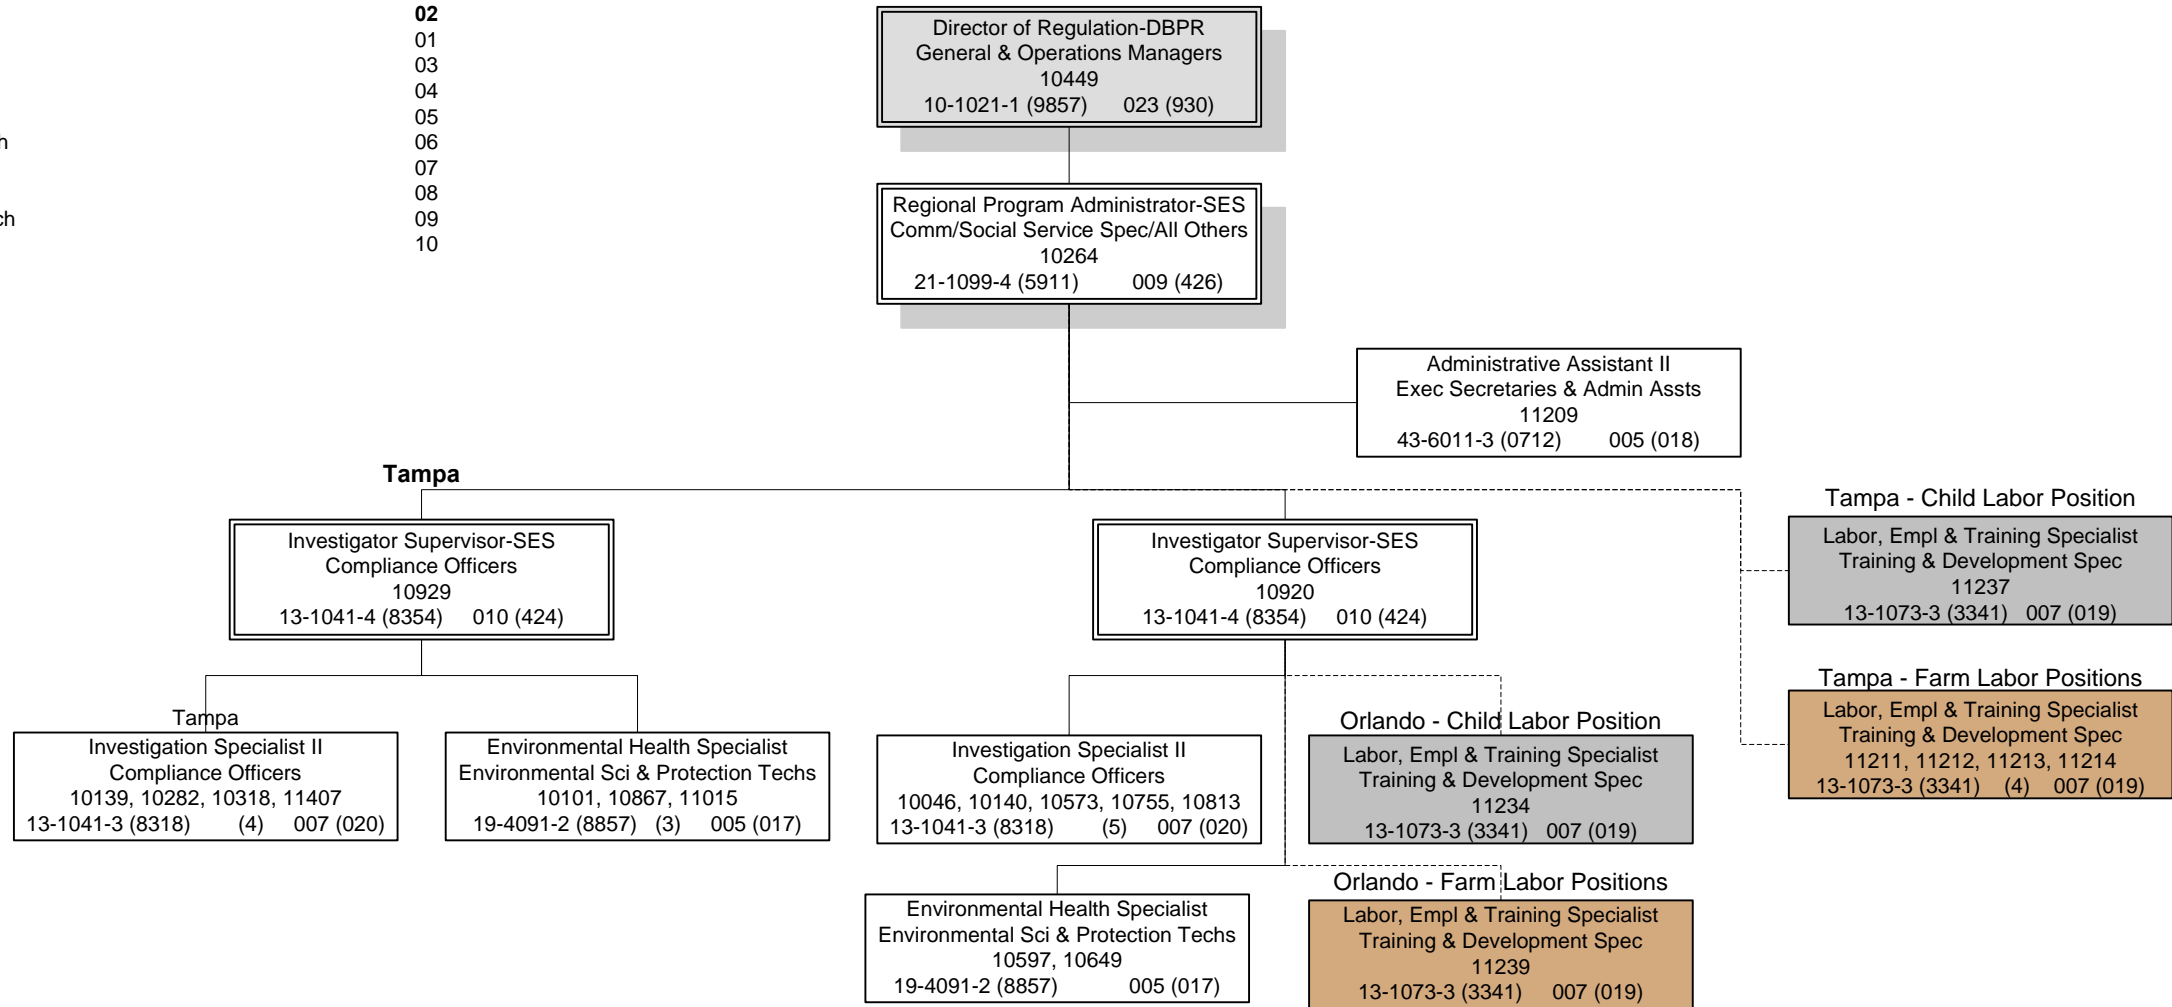 02
01
03
04
05
h
06
07
08
ch
09
10
Director of Regulation-DBPR
General & Operations Managers
10449
10-1021-1 (9857) 023 (930)
Regional Program Administrator-SES
Comm/Social Service Spec/All Others
10264
21-1099-4 (5911) 009 (426)
Administrative Assistant II
Exec Secretaries & Admin Assts
11209
43-6011-3 (0712) 005 (018)
Tampa
Investigator Supervisor-SES
Compliance Officers
10929
13-1041-4 (8354) 010 (424)
Investigator Supervisor-SES
Compliance Officers
10920
13-1041-4 (8354) 010 (424)
Tampa - Child Labor Position
Labor, Empl & Training Specialist
Training & Development Spec
11237
13-1073-3 (3341) 007 (019)
Tampa - Farm Labor Positions
Labor, Empl & Training Specialist
Training & Development Spec
11211, 11212, 11213, 11214
13-1073-3 (3341) (4) 007 (019)
Tampa
Investigation Specialist II
Compliance Officers
10139, 10282, 10318, 11407
13-1041-3 (8318) (4) 007 (020)
Environmental Health Specialist
Environmental Sci & Protection Techs
10101, 10867, 11015
19-4091-2 (8857) (3) 005 (017)
Investigation Specialist II
Compliance Officers
10046, 10140, 10573, 10755, 10813
13-1041-3 (8318) (5) 007 (020)
Orlando - Child Labor Position
Labor, Empl & Training Specialist
Training & Development Spec
11234
13-1073-3 (3341) 007 (019)
Environmental Health Specialist
Environmental Sci & Protection Techs
10597, 10649
19-4091-2 (8857) 005 (017)
Orlando - Farm Labor Positions
Labor, Empl & Training Specialist
Training & Development Spec
11239
13-1073-3 (3341) 007 (019)